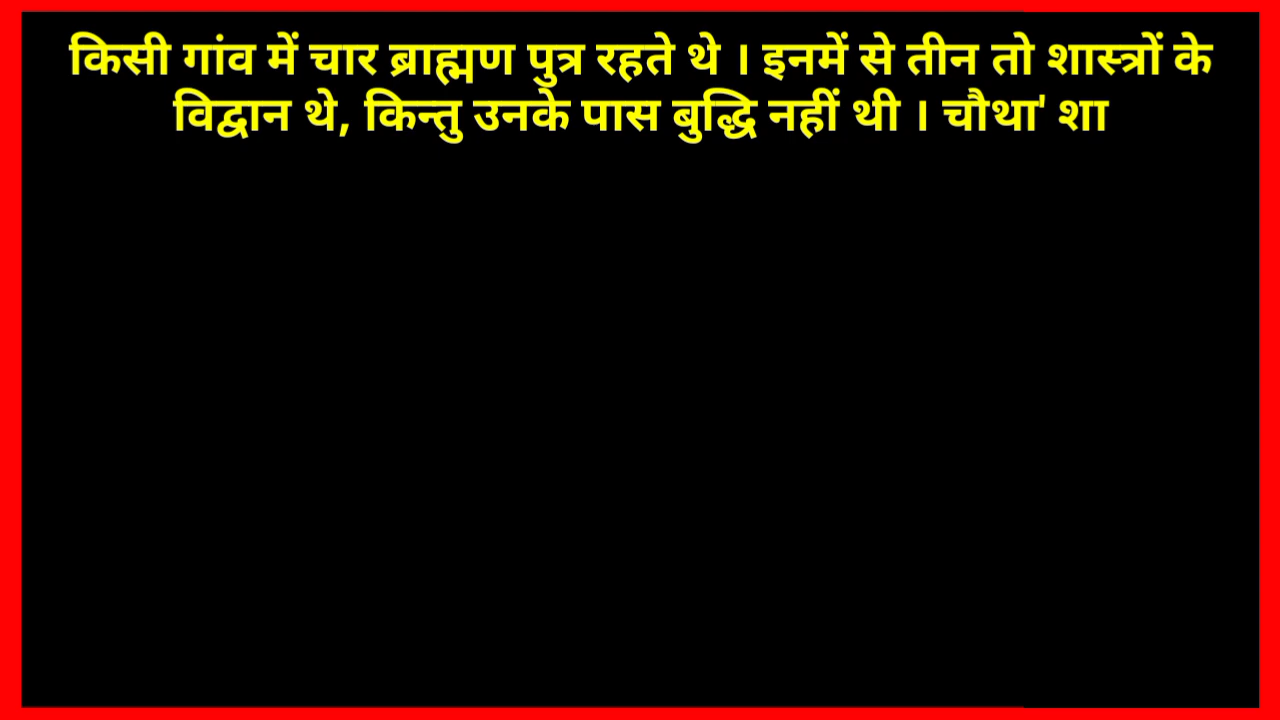 किसी गांव में चार ब्राह्मण पुत्र रहते थे । इनमें से तीन तो शास्त्रों के
विद्वान थे, किन्तु उनके पास बुद्धि नहीं थी । चौथा' शा